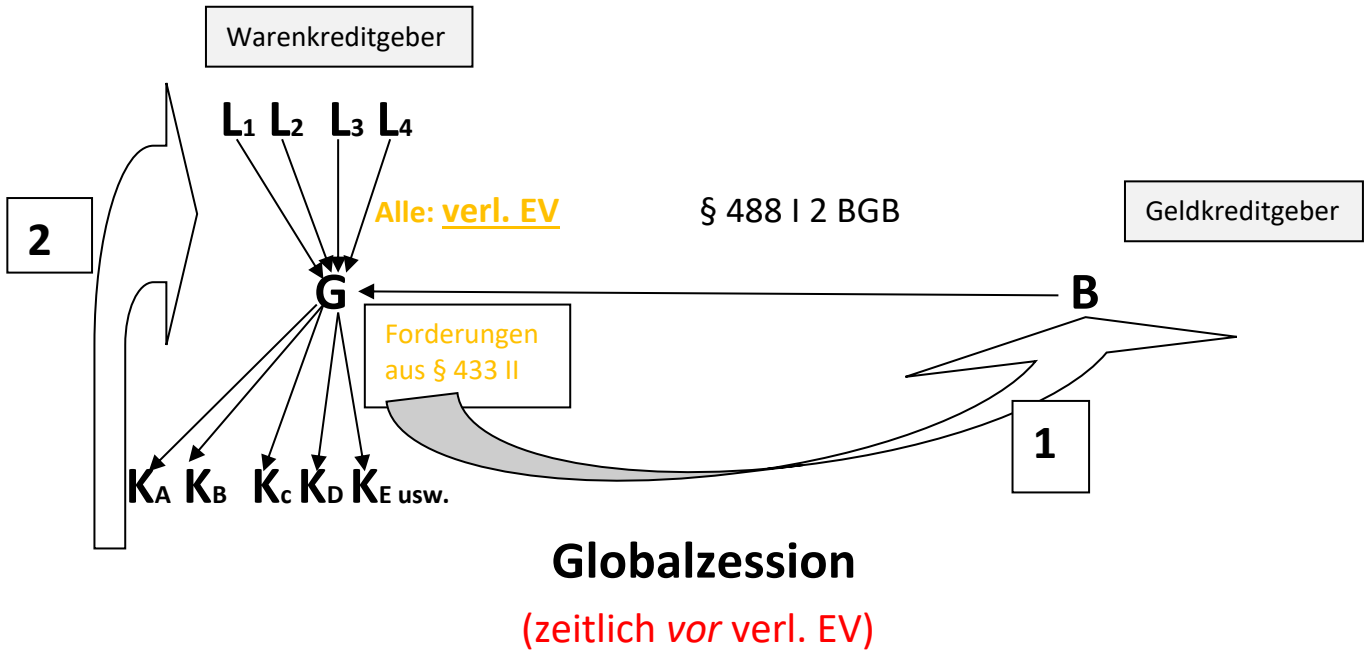 Warenkreditgeber
L1 L2 L3 L4
2
Alle: verl. EV
§ 488 I 2 BGB
Geldkreditgeber
G
B
Forderungen
aus § 433 II
1
KA KB Kc KD KE usw.
Globalzession
(zeitlich vor verl. EV)